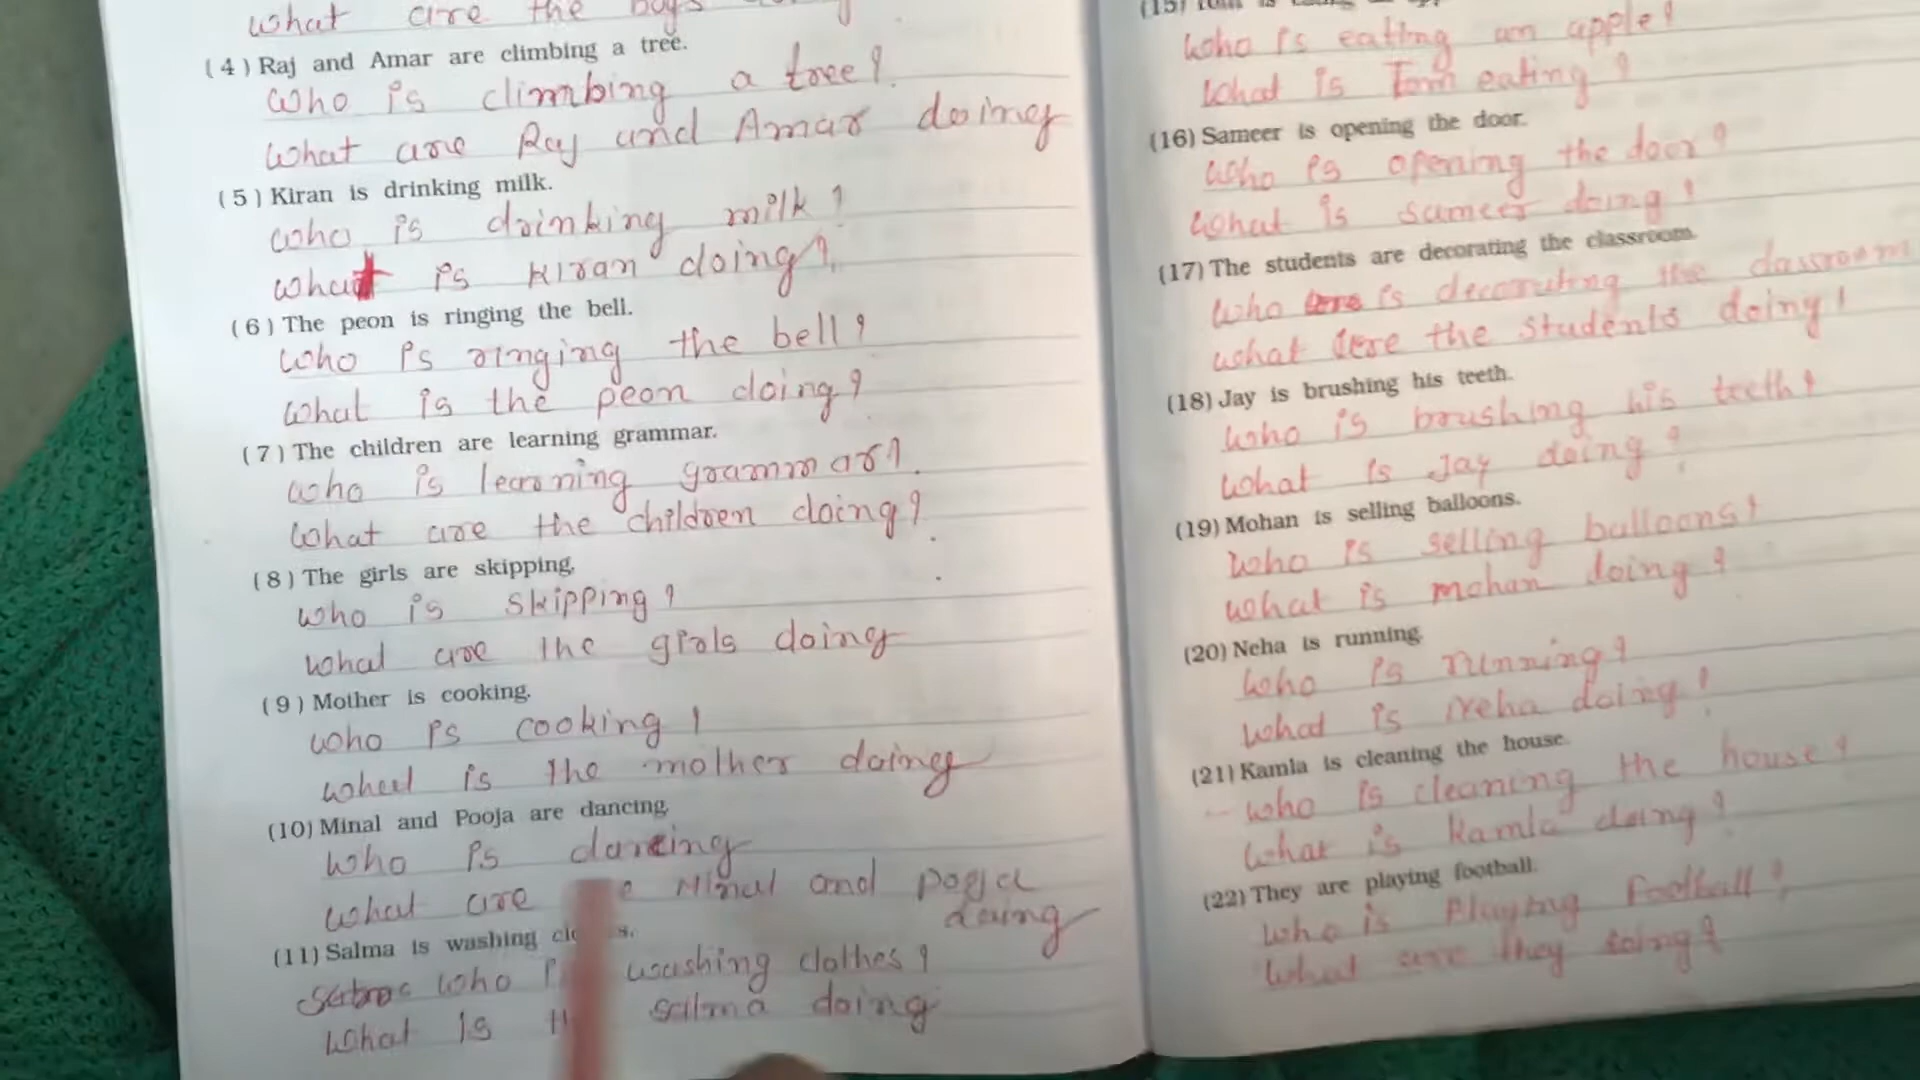 what are the boys
(4) Raj and Amar are climbing a tree.
who is climbing a tree?
what are Raj and Amar doing
(5) Kiran is drinking milk.
who is drinking milk?
what is kiran doing?
(6) The peon is ringing the bell.
who is ringing the bell?
what is the peon doing?
(7) The children are learning grammar.
who is learning grammar?
what are the children doing?
(8) The girls are skipping.
who is skipping?
what are the girls doing
(9) Mother is cooking.
who is cooking?
what is the mother doing
(10) Minal and Pooja are dancing.
who is dancing
what are Minal and pooja
doing
(11) Salma is washing
who washing clothes?
what is salma doing
(15)
who is eating an apple?
what is Tom eating?
(16) Sameer is opening the door.
who is opening the door?
what is sameer doing?
(17) The students are decorating the classroom.
who is decorating the classroom
what are the students doing?
(18) Jay is brushing his teeth.
who is brushing his teeth?
what is Jay doing?
(19) Mohan is selling balloons.
who is selling balloons?
what is mohan doing?
(20) Neha is running.
who is running?
what is Neha doing?
(21) Kamla is cleaning the house.
who is cleaning the house?
what is kamla doing?
(22) They are playing football.
who is playing football?
what are they doing?